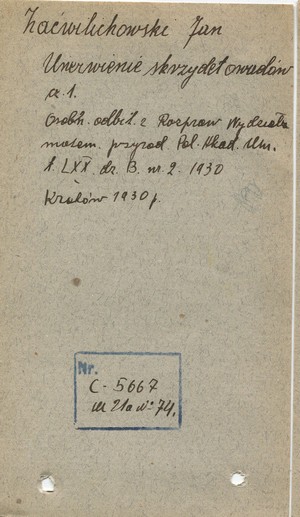 Zaćwilichowski Jan
Unerwienie skrzydeł owadów
cz. 1.
Osobn. odbit. z Rozpraw Wydziału
matem. przyrod. Pol. Akad. Um.
t. LXX. dz. B. nr. 2. 1930
Kraków 1930 r.
Nr.
C-5667
74.